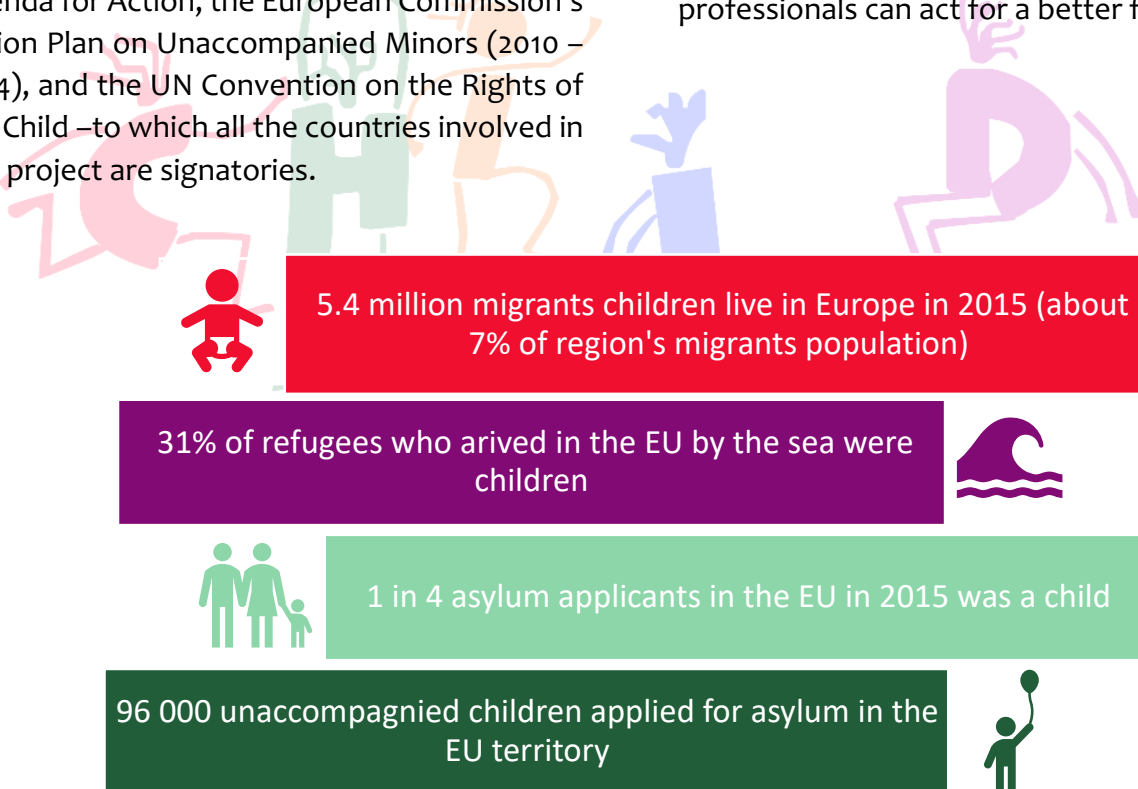 enda for Action, the European Commission's
ion Plan on Unaccompanied Minors (2010 –
4), and the UN Convention on the Rights of
Child –to which all the countries involved in
project are signatories.
professionals can act for a better f
5.4 million migrants children live in Europe in 2015 (about
7% of region's migrants population)
31% of refugees who arived in the EU by the sea were
children
1 in 4 asylum applicants in the EU in 2015 was a child
96 000 unaccompagnied children applied for asylum in the
EU territory